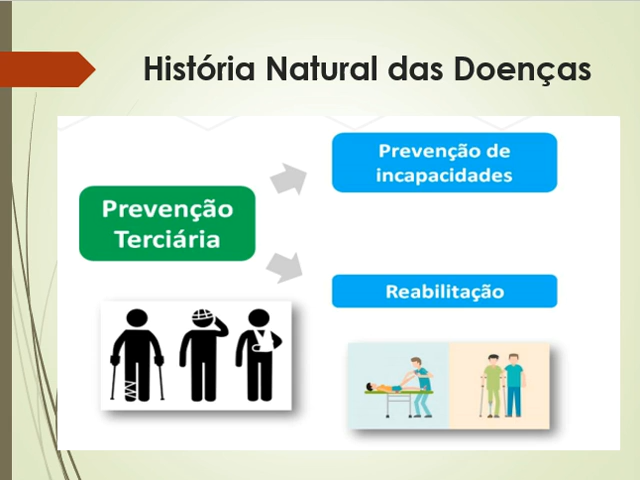 História Natural das Doenças
Prevenção de
incapacidades
Prevenção
Terciária
Reabilitação